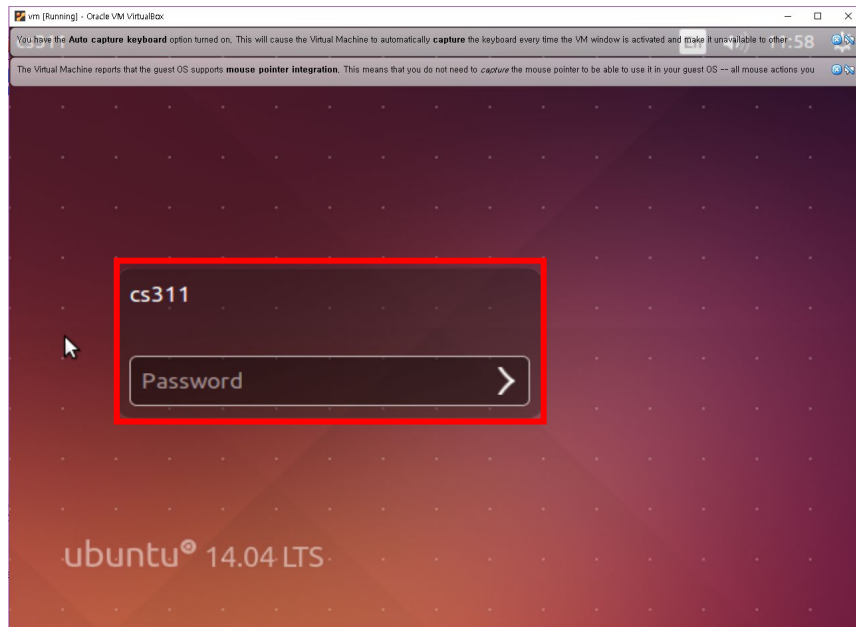 vm [Running] - Oracle VM VirtualBox
You have the Auto capture keyboard option turned on. This will cause the Virtual Machine to automatically capture the keyboard every time the VM window is activated and make it unavailable to other
The Virtual Machine reports that the guest OS supports mouse pointer integration. This means that you do not need to capture the mouse pointer to be able to use it in your guest OS -- all mouse actions you
cs311
Password
ubuntu® 14.04 LTS